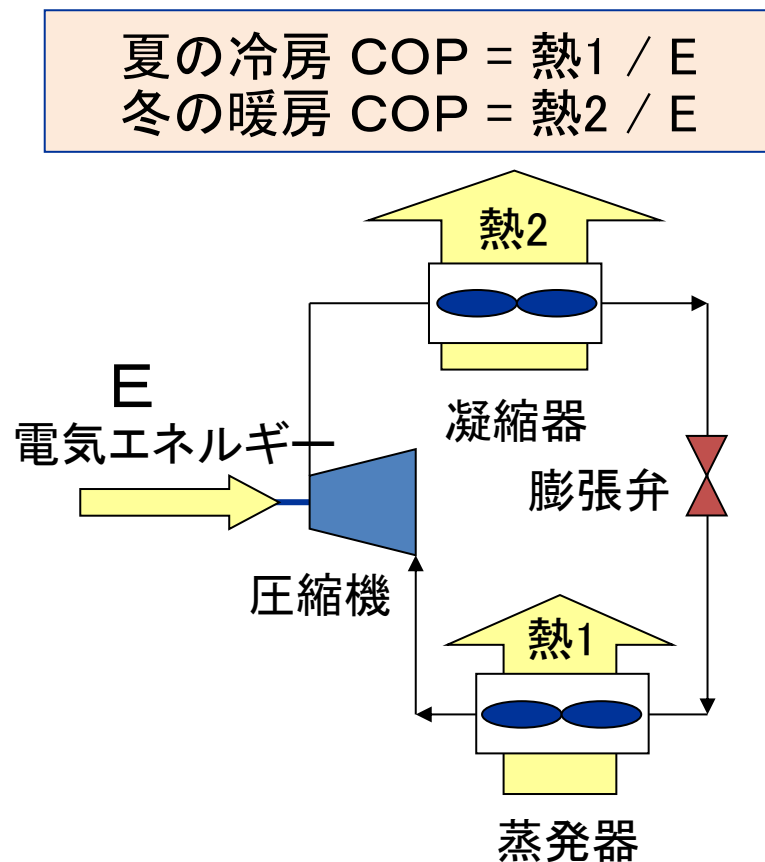 夏の冷房 ＣＯＰ = 熱1 / E
冬の暖房 ＣＯＰ = 熱2 / E
熱2
E
電気エネルギー
凝縮器
膨張弁
圧縮機
熱1
蒸発器